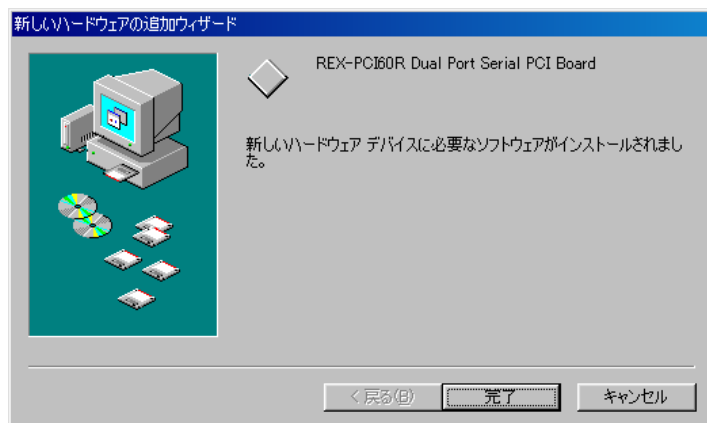 新しいハードウェアの追加ウィザード
REX-PCI60R Dual Port Serial PCI Board
新しいハードウェア デバイスに必要なソフトウェアがインストールされまし
た。
< 戻る(B)
完了
キャンセル